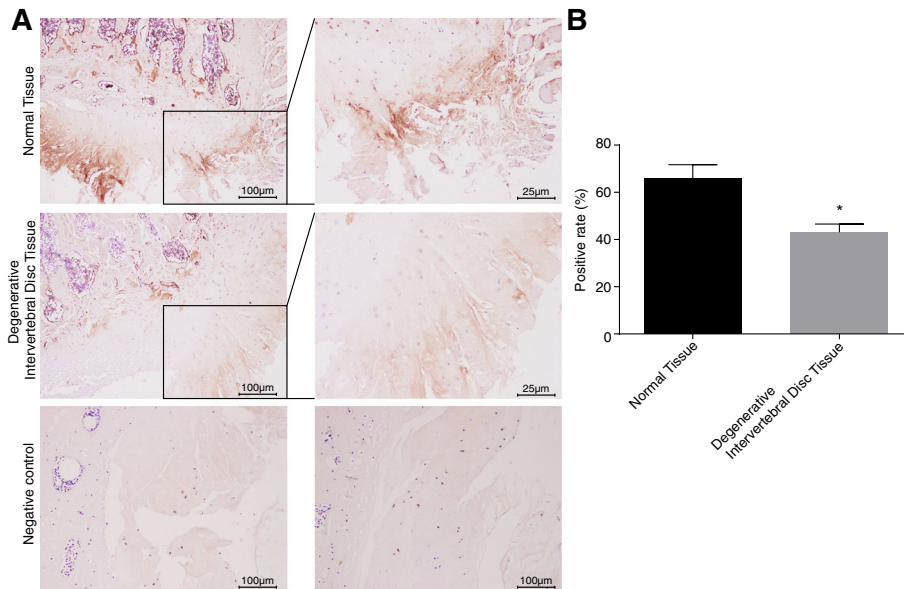 A
Normal Tissue
100µm
25µm
Degenerative
Intervertebral Disc Tissue
100µm
25µm
Negative control
100µm
100µm
B
Positive rate (%)
80
60
40
20
0
*
Normal Tissue
Degenerative
Intervertebral Disc Tissue